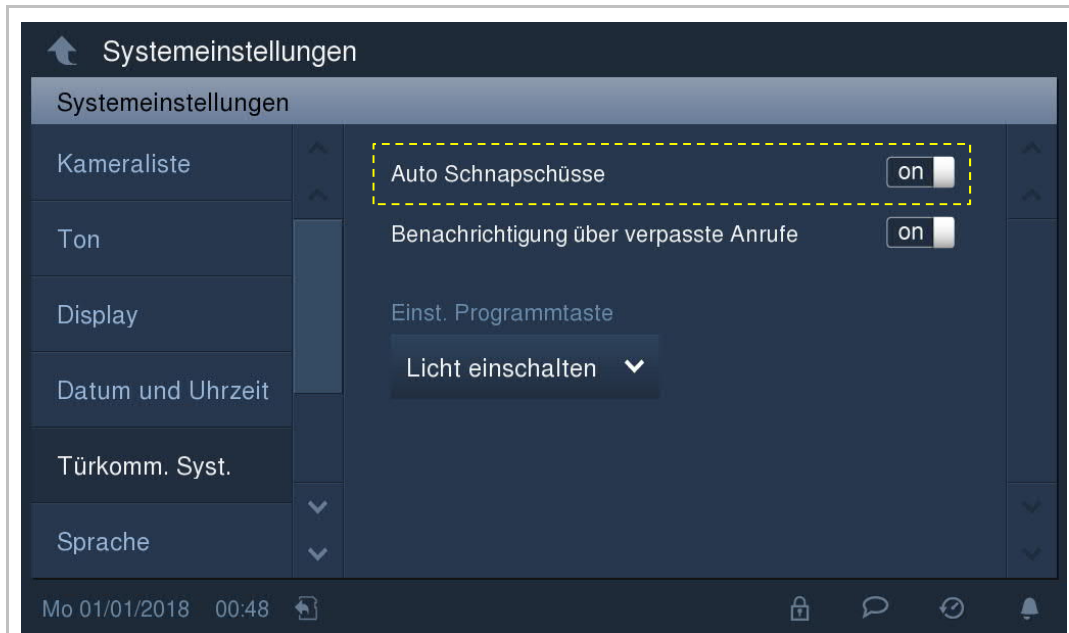 Systemeinstellungen
Systemeinstellungen
Kameraliste
Ton
Display
Datum und Uhrzeit
Türkomm. Syst.
Sprache
Auto Schnapschüsse on
Benachrichtigung über verpasste Anrufe on
Einst. Programmtaste
Licht einschalten
Mo 01/01/2018 00:48